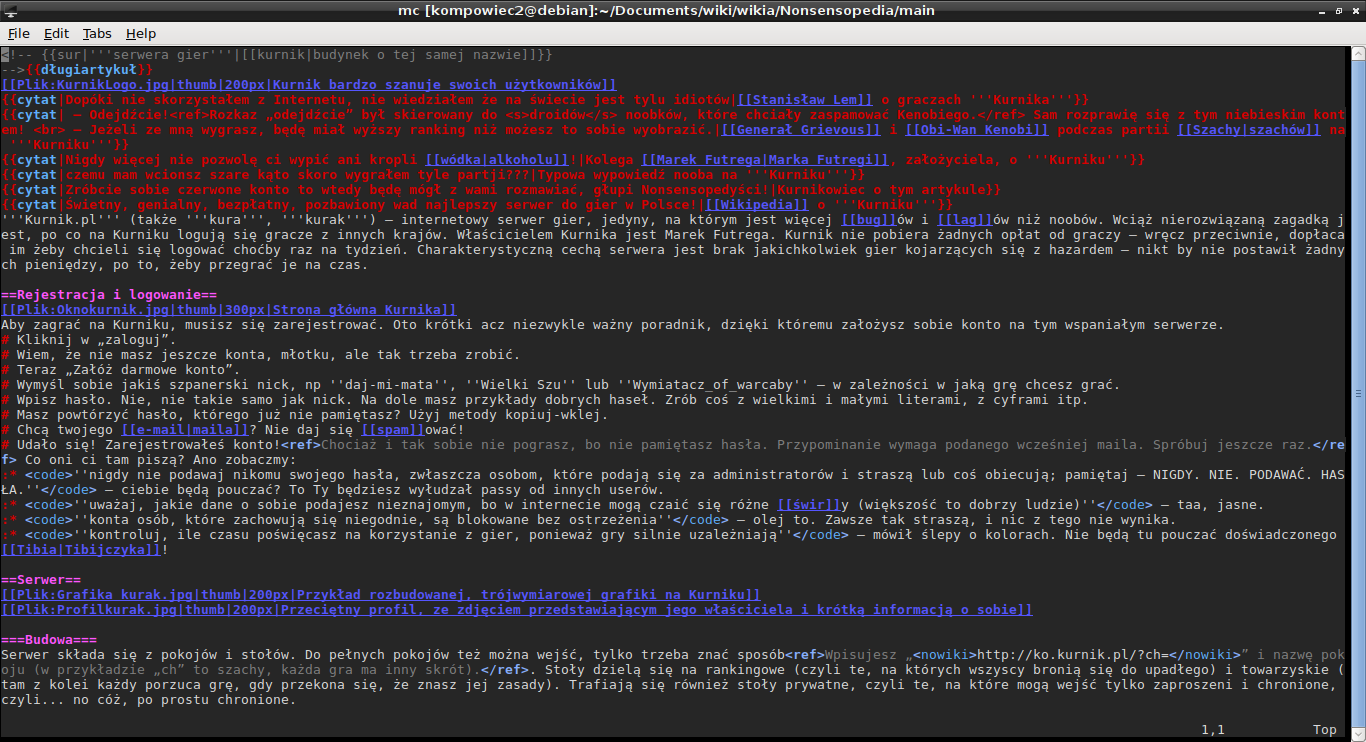 mc [kompowiec2@debian]:~/Documents/wiki/wikia/Nonsensopedia/main
File Edit Tabs Help
<!-- {{sur|'''serwera gier'''|[[kurnik|budynek o tej samej nazwie]]}}
-->{{długiartykuł}}
[[Plik:KurnikLogo.jpg|thumb|200px|Kurnik bardzo szanuje swoich użytkowników]]
{{cytat|Dopóki nie skorzystałem z Internetu, nie wiedziałem że na świecie jest tylu idiotów|[[Stanisław Lem]] o graczach '''Kurnika'''}}
{{cytat| – Odejdźcie!<ref>Rozkaz „odejdźcie” był skierowany do <s>droidów</s> noobków, które chciały zaspamować Kenobiego.</ref> Sam rozprawię się z tym niebieskim kont
em! <br> – Jeżeli ze mną wygrasz, będę miał wyższy ranking niż możesz to sobie wyobrazić.|[[Generał Grievous]] i [[Obi-Wan Kenobi]] podczas partii [[Szachy|szachów]] na
 '''Kurniku'''}}
{{cytat|Nigdy więcej nie pozwolę ci wypić ani kropli [[wódka|alkoholu]]!|Kolega [[Marek Futrega|Marka Futregi]], założyciela, o '''Kurniku'''}}
{{cytat|czemu mam wcionsz szare kąto skoro wygrałem tyle partji???|Typowa wypowiedź nooba na '''Kurniku'''}}
{{cytat|Zróbcie sobie czerwone konto to wtedy będę mógł z wami rozmawiać, głupi Nonsensopedyści!|Kurnikowiec o tym artykule}}
{{cytat|Świetny, genialny, bezpłatny, pozbawiony wad najlepszy serwer do gier w Polsce!|[[Wikipedia]] o '''Kurniku'''}}
'''Kurnik.pl''' (także '''kura''', '''kurak''') – internetowy serwer gier, jedyny, na którym jest więcej [[bug]]ów i [[lag]]ów niż noobów. Wciąż nierozwiązaną zagadką j
est, po co na Kurniku logują się gracze z innych krajów. Właścicielem Kurnika jest Marek Futrega. Kurnik nie pobiera żadnych opłat od graczy – wręcz przeciwnie, dopłaca
 im żeby chcieli się logować choćby raz na tydzień. Charakterystyczną cechą serwera jest brak jakichkolwiek gier kojarzących się z hazardem – nikt by nie postawił żadny
ch pieniędzy, po to, żeby przegrać je na czas.
==Rejestracja i logowanie==
[[Plik:Oknokurnik.jpg|thumb|300px|Strona główna Kurnika]]
Aby zagrać na Kurniku, musisz się zarejestrować. Oto krótki acz niezwykle ważny poradnik, dzięki któremu założysz sobie konto na tym wspaniałym serwerze.
# Kliknij w „zaloguj”.
# Wiem, że nie masz jeszcze konta, młotku, ale tak trzeba zrobić.
# Teraz „Załóż darmowe konto”.
# Wymyśl sobie jakiś szpanerski nick, np ''daj-mi-mata'', ''Wielki Szu'' lub ''Wymiatacz_of_warcaby'' – w zależności w jaką grę chcesz grać.
# Wpisz hasło. Nie, nie takie samo jak nick. Na dole masz przykłady dobrych haseł. Zrób coś z wielkimi i małymi literami, z cyframi itp.
# Masz powtórzyć hasło, którego już nie pamiętasz? Użyj metody kopiuj-wklej.
# Chcą twojego [[e-mail|maila]]? Nie daj się [[spam]]ować!
# Udało się! Zarejestrowałeś konto!<ref>Chociaż i tak sobie nie pograsz, bo nie pamiętasz hasła. Przypominanie wymaga podanego wcześniej maila. Spróbuj jeszcze raz.</re
f> Co oni ci tam piszą? Ano zobaczmy:
:* <code>''nigdy nie podawaj nikomu swojego hasła, zwłaszcza osobom, które podają się za administratorów i straszą lub coś obiecują; pamiętaj – NIGDY. NIE. PODAWAĆ. HAS
ŁA.''</code> – ciebie będą pouczać? To Ty będziesz wyłudzał passy od innych userów.
:* <code>''uważaj, jakie dane o sobie podajesz nieznajomym, bo w internecie mogą czaić się różne [[świr]]y (większość to dobrzy ludzie)''</code> – taa, jasne.
:* <code>''konta osób, które zachowują się niegodnie, są blokowane bez ostrzeżenia''</code> – olej to. Zawsze tak straszą, i nic z tego nie wynika.
:* <code>''kontroluj, ile czasu poświęcasz na korzystanie z gier, ponieważ gry silnie uzależniają''</code> – mówił ślepy o kolorach. Nie będą tu pouczać doświadczonego
[[Tibia|Tibijczyka]]!
==Serwer==
[[Plik:Grafika kurak.jpg|thumb|200px|Przykład rozbudowanej, trójwymiarowej grafiki na Kurniku]]
[[Plik:Profilkurak.jpg|thumb|200px|Przeciętny profil, ze zdjęciem przedstawiającym jego właściciela i krótką informacją o sobie]]
===Budowa===
Serwer składa się z pokojów i stołów. Do pełnych pokojów też można wejść, tylko trzeba znać sposób<ref>Wpisujesz „<nowiki>http://ko.kurnik.pl/?ch=</nowiki>” i nazwę pok
oju (w przykładzie „ch” to szachy, każda gra ma inny skrót).</ref>. Stoły dzielą się na rankingowe (czyli te, na których wszyscy bronią się do upadłego) i towarzyskie (
tam z kolei każdy porzuca grę, gdy przekona się, że znasz jej zasady). Trafiają się również stoły prywatne, czyli te, na które mogą wejść tylko zaproszeni i chronione,
czyli... no cóż, po prostu chronione.
1,1 Top